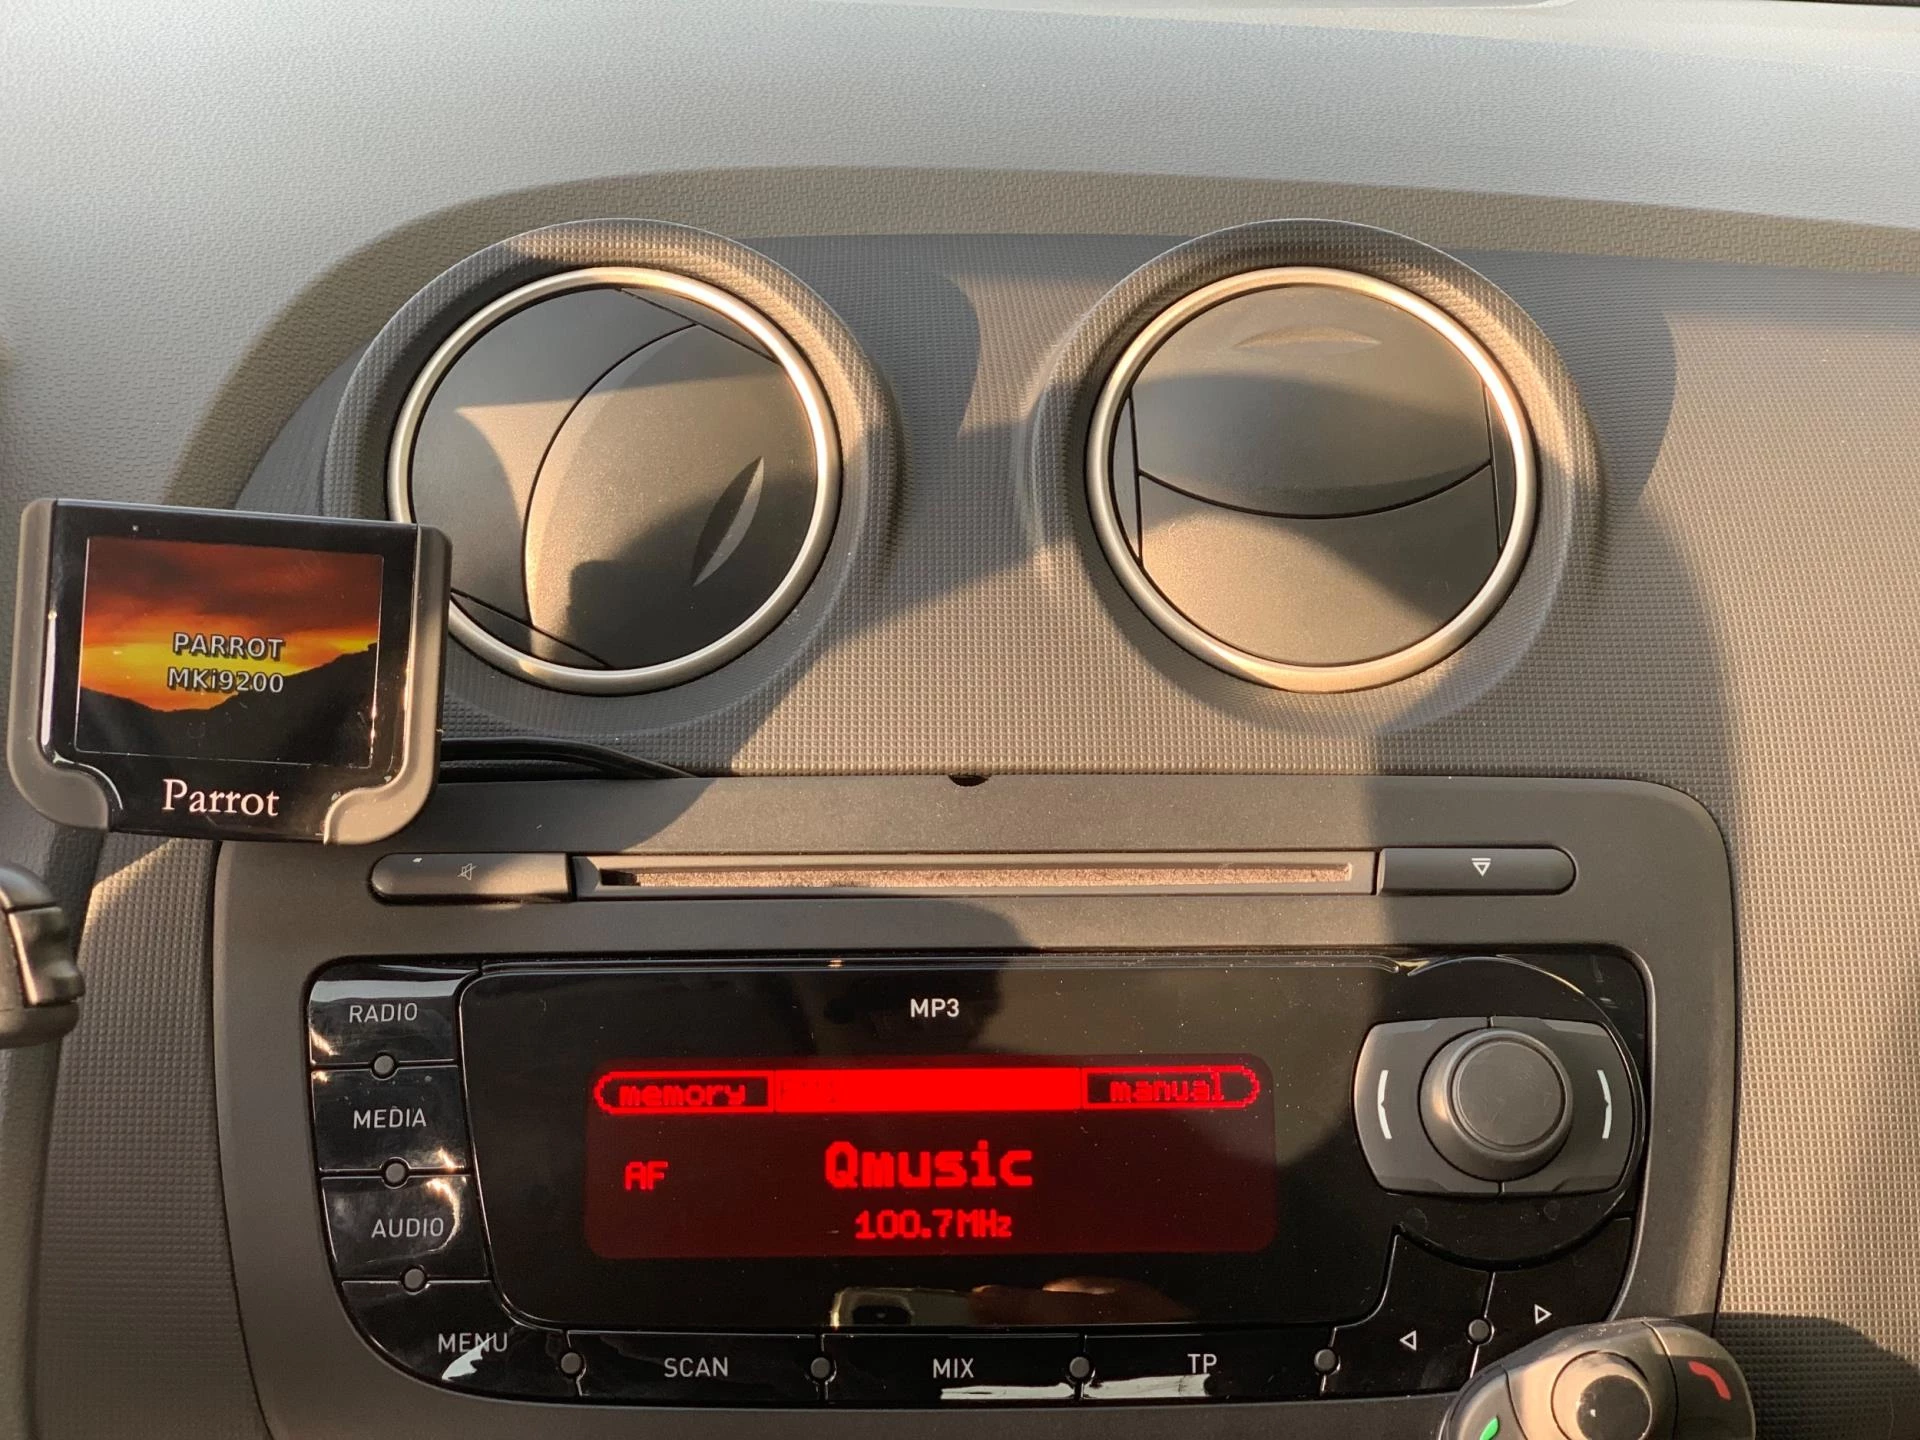 PARROT
MKi9200
Parrot
RADIO
MP3
memory
manual
MEDIA
AF
Qmusic
100.7MHz
AUDIO
MENU
SCAN
MIX
TP